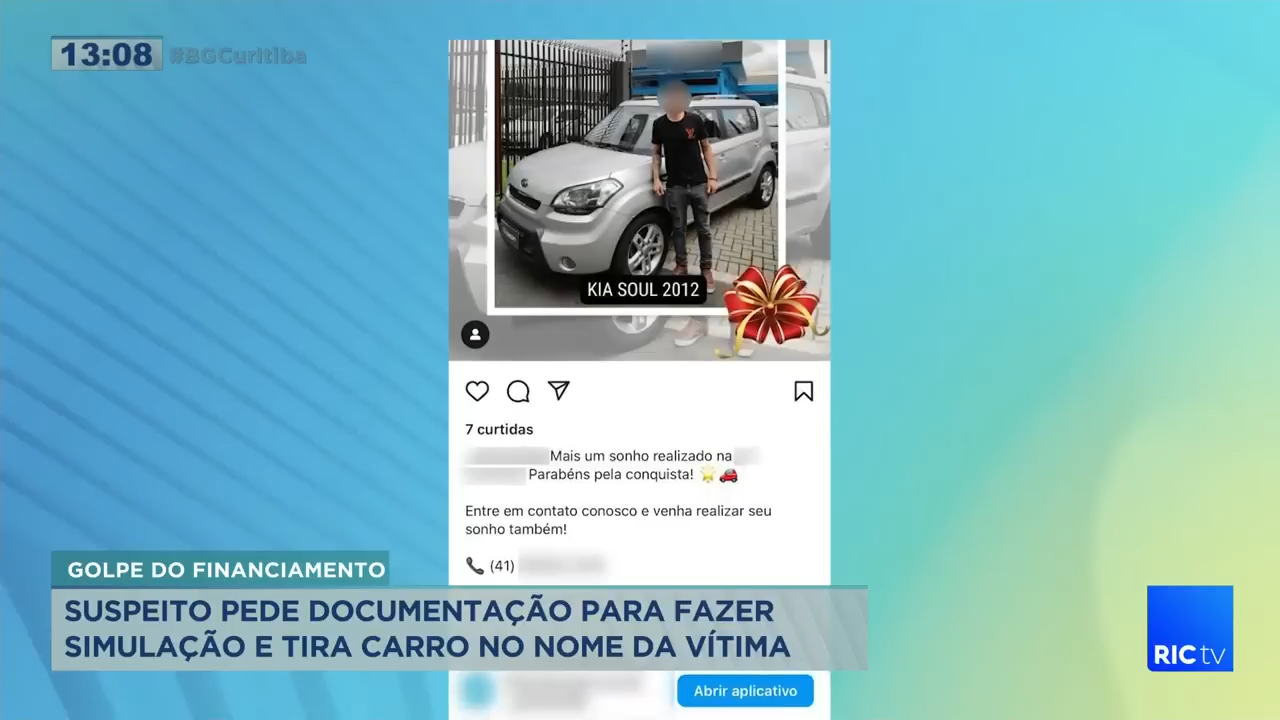 13:08 #BGCuritiba
KIA SOUL 2012
7 curtidas
Mais um sonho realizado na
Parabéns pela conquista!
Entre em contato conosco e venha realizar seu
sonho também!
(41)
GOLPE DO FINANCIAMENTO
SUSPEITO PEDE DOCUMENTAÇÃO PARA FAZER
SIMULAÇÃO E TIRA CARRO NO NOME DA VÍTIMA
Abrir aplicativo
RIC tv